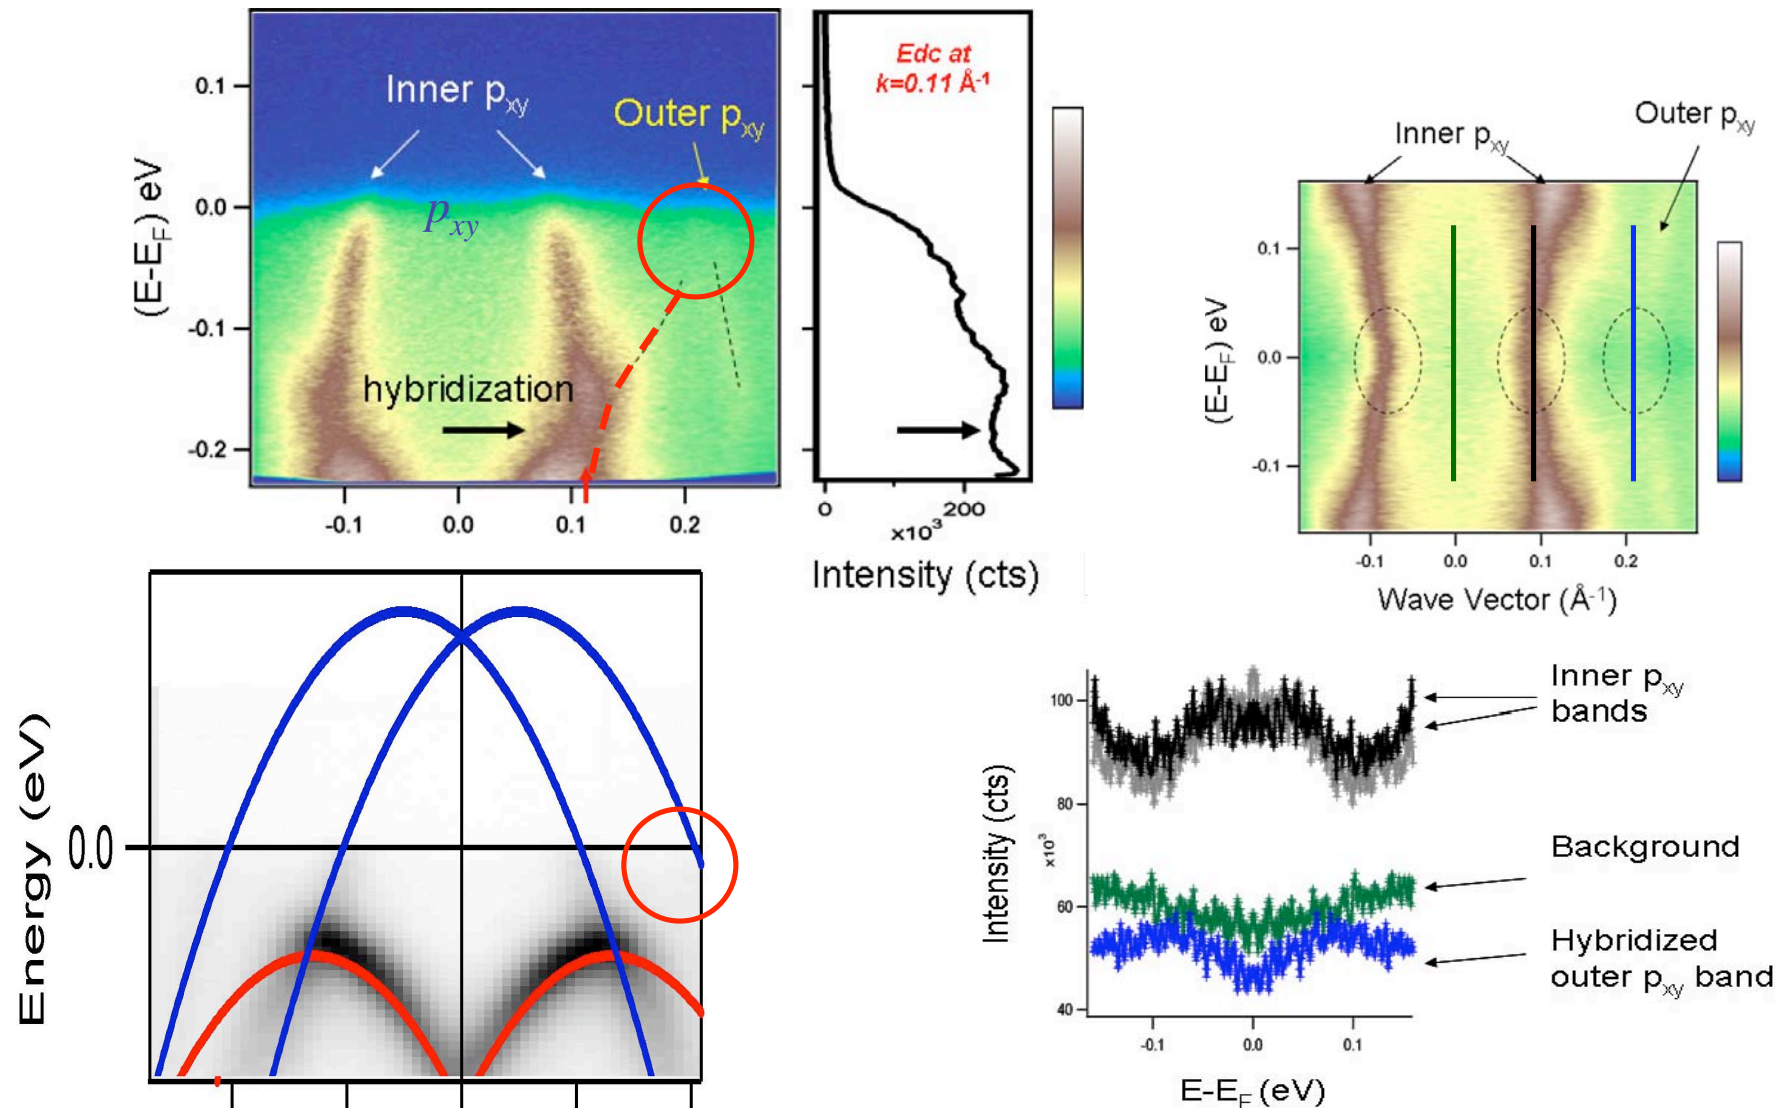 Inner pxy
Outer pxy
pxy
hybridization
(E-EF) eV
0.1
0.0
-0.1
-0.2
-0.1
0.0
0.1
0.2
Edc at
k=0.11 Å-1
0
200
x10³
Intensity (cts)
Inner pxy
Outer pxy
(E-EF) eV
0.1
0.0
-0.1
-0.1
0.0
0.1
0.2
Wave Vector (Å-1)
Energy (eV)
0.0
Intensity (cts)
x10³
100
80
60
40
-0.1
0.0
0.1
E-EF (eV)
Inner pxy
bands
Background
Hybridized
outer pxy band